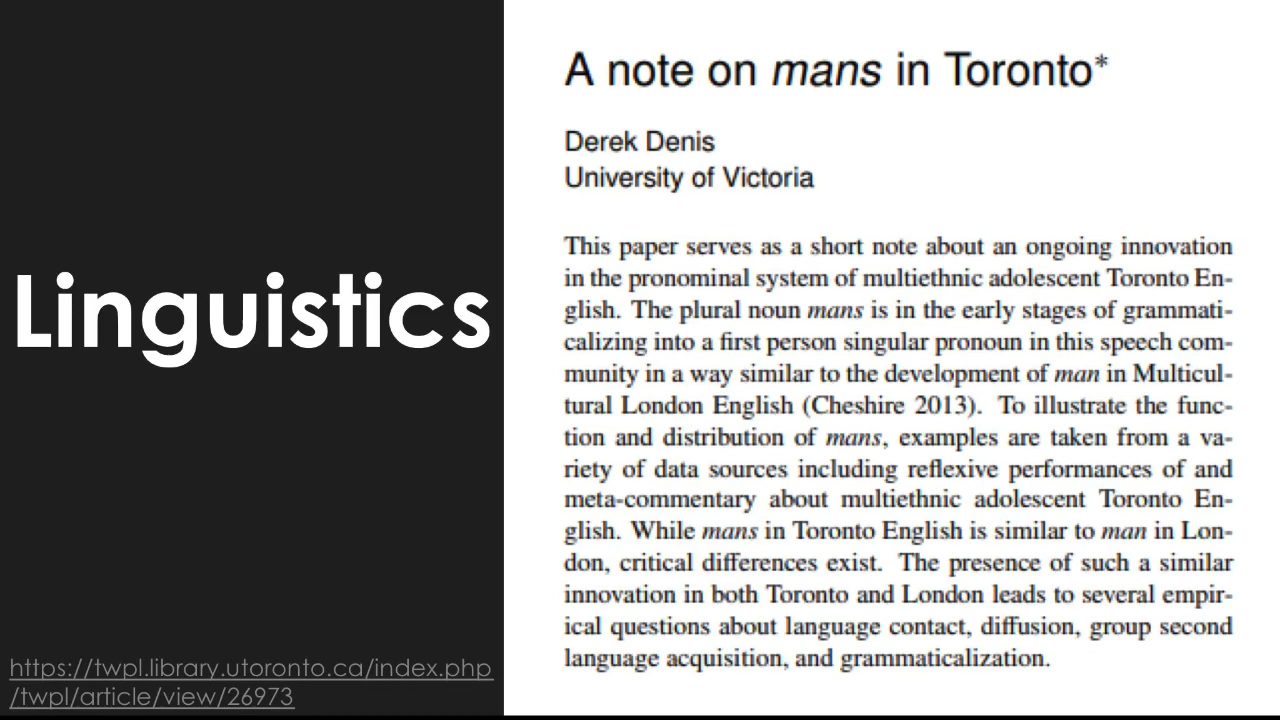 Linguistics
https://twpl.library.utoronto.ca/index.php
/twpl/article/view/26973
A note on mans in Toronto*
Derek Denis
University of Victoria
This paper serves as a short note about an ongoing innovation
in the pronominal system of multiethnic adolescent Toronto En-
glish. The plural noun mans is in the early stages of grammati-
calizing into a first person singular pronoun in this speech com-
munity in a way similar to the development of man in Multicul-
tural London English (Cheshire 2013). To illustrate the func-
tion and distribution of mans, examples are taken from a va-
riety of data sources including reflexive performances of and
meta-commentary about multiethnic adolescent Toronto En-
glish. While mans in Toronto English is similar to man in Lon-
don, critical differences exist. The presence of such a similar
innovation in both Toronto and London leads to several empir-
ical questions about language contact, diffusion, group second
language acquisition, and grammaticalization.